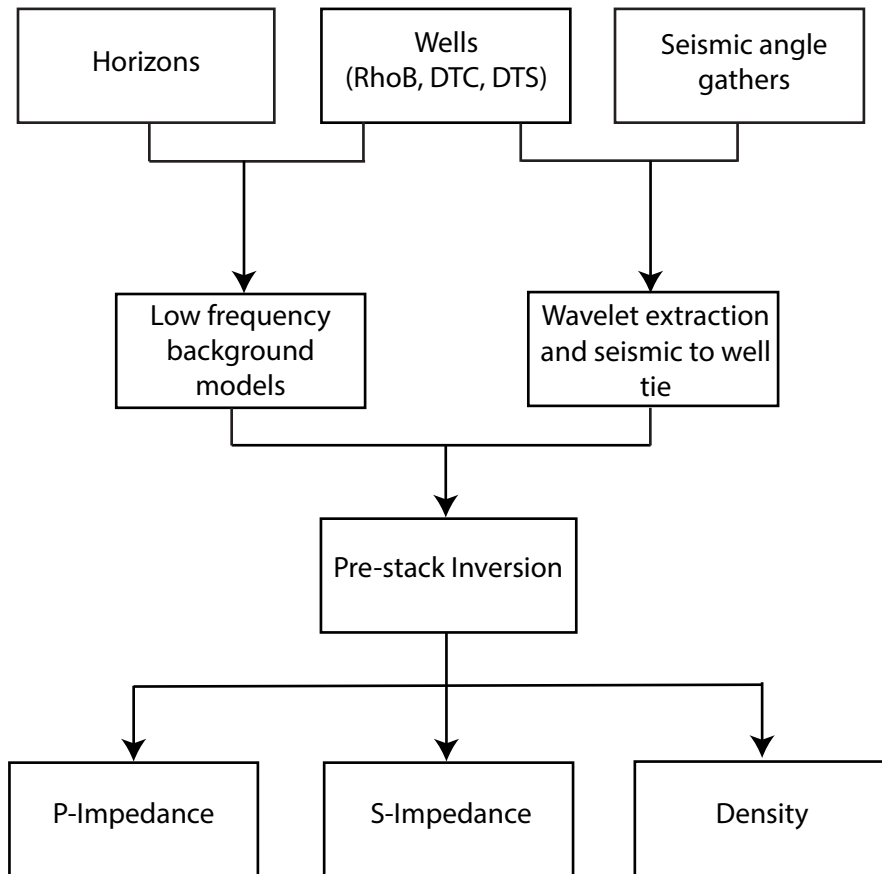 Horizons
Wells
(RhoB, DTC, DTS)
Seismic angle
gathers
Low frequency
background
models
Wavelet extraction
and seismic to well
tie
Pre-stack Inversion
P-Impedance
S-Impedance
Density